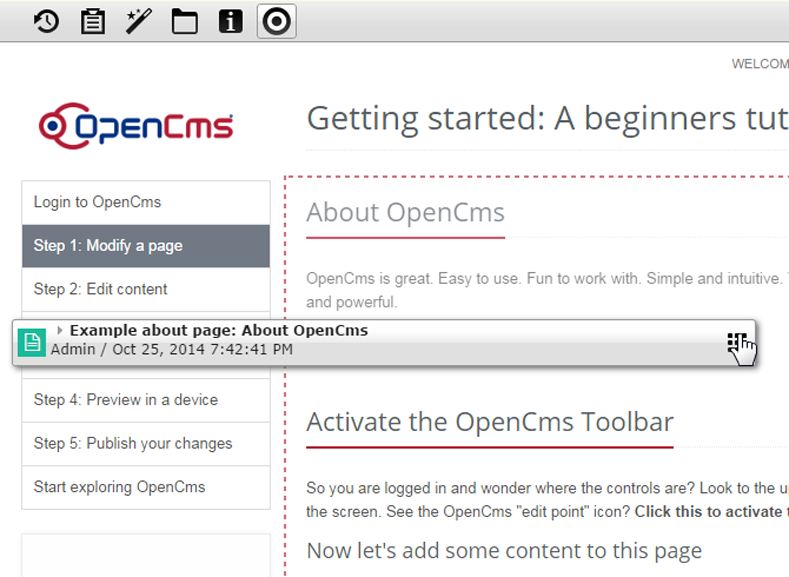 WELCOM
OpenCms
Getting started: A beginners tut
Login to OpenCms
Step 1: Modify a page
Step 2: Edit content
Step 4: Preview in a device
Step 5: Publish your changes
Start exploring OpenCms
About OpenCms
OpenCms is great. Easy to use. Fun to work with. Simple and intuitive.
and powerful.
Example about page: About OpenCms
Admin / Oct 25, 2014 7:42:41 PM
Activate the OpenCms Toolbar
So you are logged in and wonder where the controls are? Look to the u
the screen. See the OpenCms "edit point" icon? Click this to activate t
Now let's add some content to this page